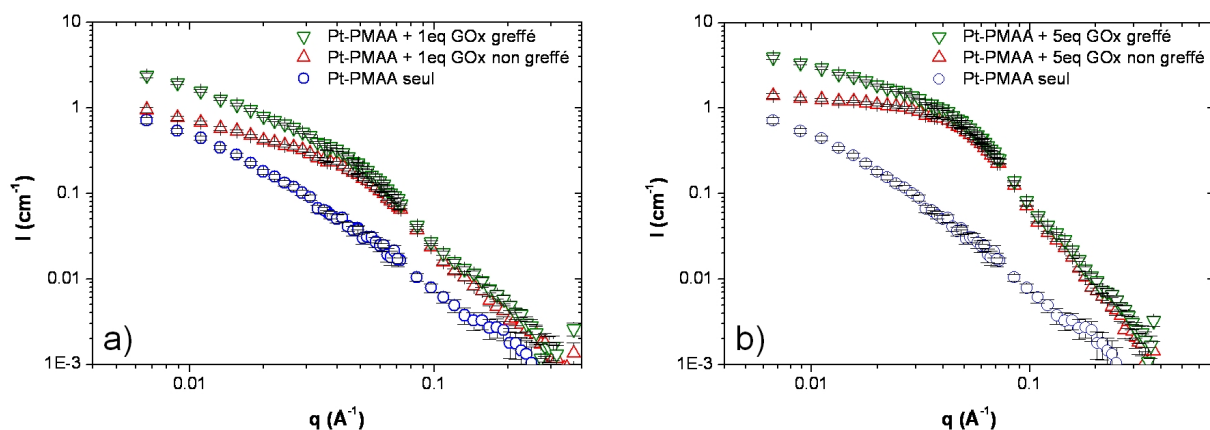 10
Pt-PMAA + 1eq GOx greffé
Pt-PMAA + 1eq GOx non greffé
Pt-PMAA seul
1
0.1
0.01
1E-3
I (cm-1)
a)
0.01
0.1
q (A-1)
10
Pt-PMAA + 5eq GOx greffé
Pt-PMAA + 5eq GOx non greffé
Pt-PMAA seul
1
0.1
0.01
1E-3
I (cm-1)
b)
0.01
0.1
q (A-1)